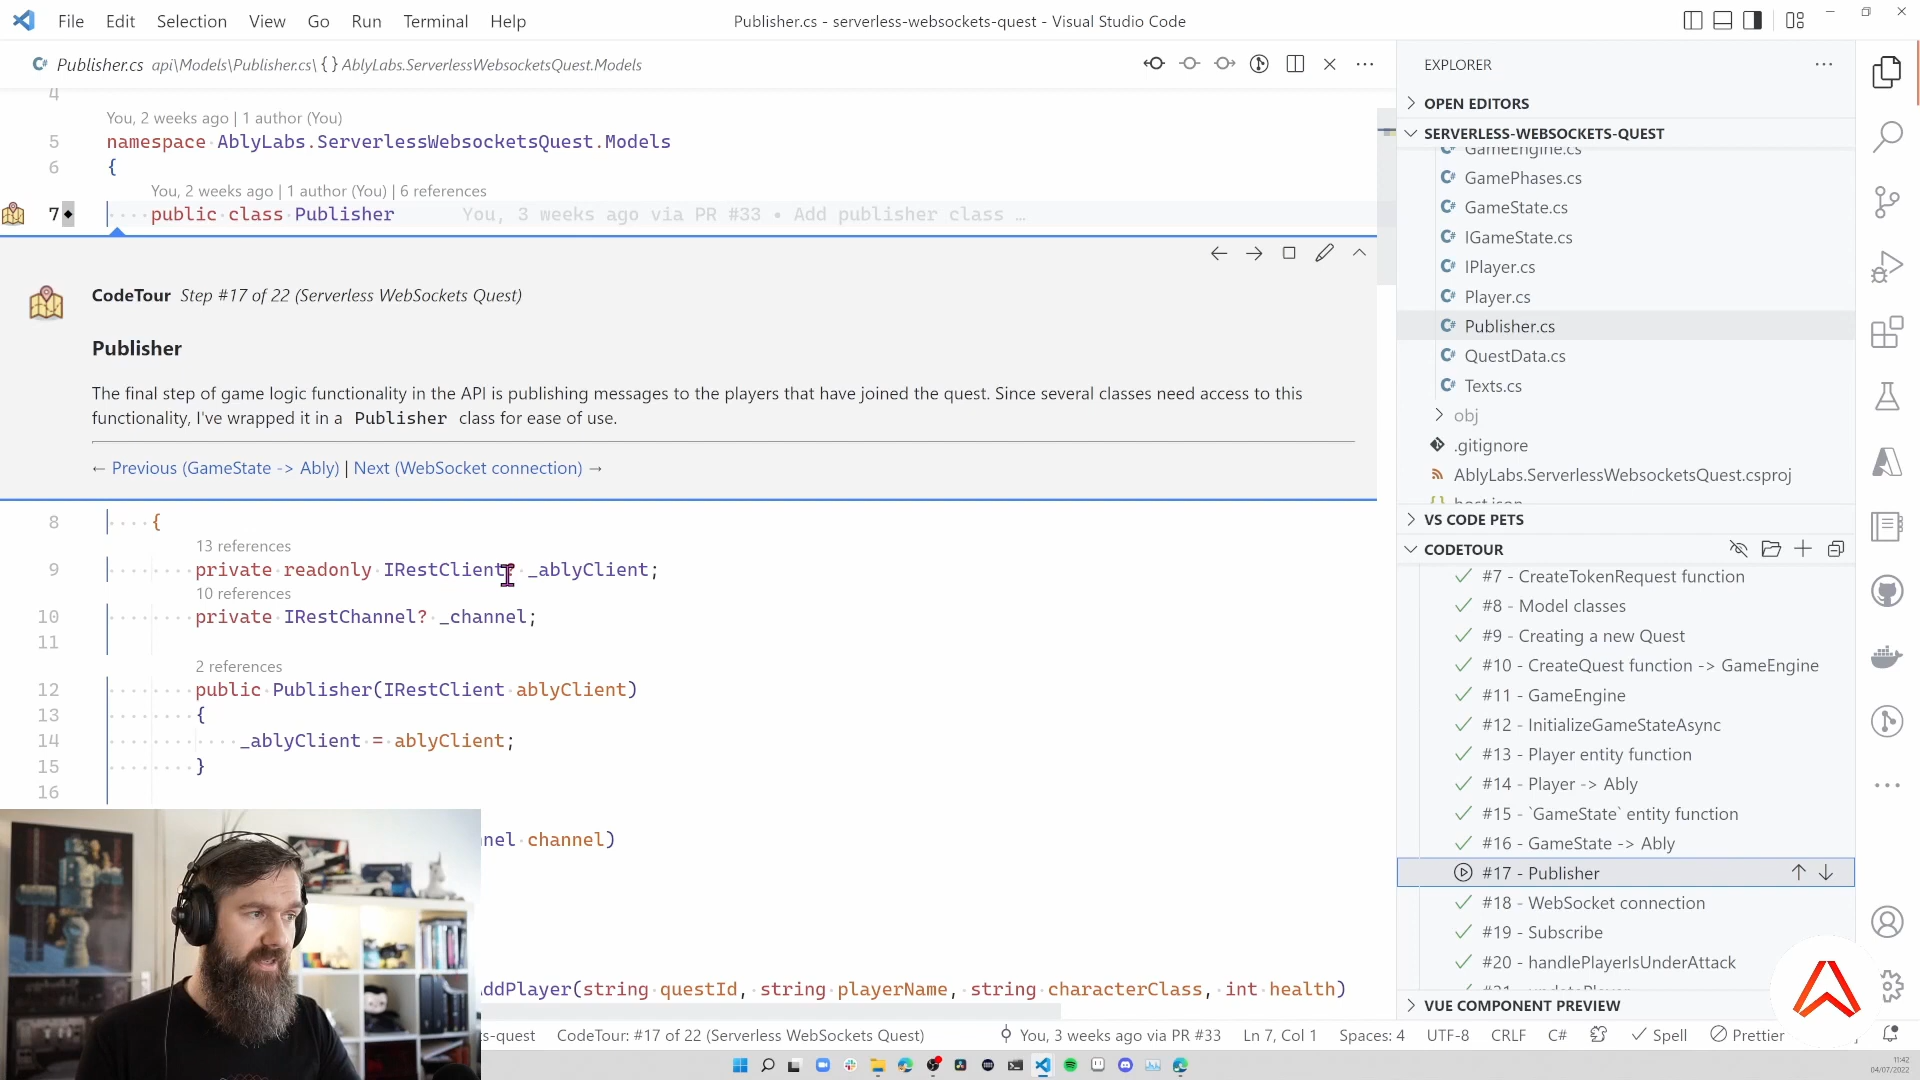 File Edit Selection View Go Run Terminal Help
Publisher.cs - serverless-websockets-quest - Visual Studio Code
Publisher.cs api\Models\Publisher.cs\ { } AblyLabs.ServerlessWebsocketsQuest.Models
4
You, 2 weeks ago | 1 author (You)
5 namespace AblyLabs.ServerlessWebsocketsQuest.Models
6 {
You, 2 weeks ago | 1 author (You) | 6 references
7 public class Publisher You, 3 weeks ago via PR #33 • Add publisher class …
CodeTour Step #17 of 22 (Serverless WebSockets Quest)
Publisher
The final step of game logic functionality in the API is publishing messages to the players that have joined the quest. Since several classes need access to this
functionality, I've wrapped it in a Publisher class for ease of use.
← Previous (GameState -> Ably) | Next (WebSocket connection) →
8 {
13 references
9 private readonly IRestClient? _ablyClient;
10 references
10 private IRestChannel? _channel;
11
2 references
12 public Publisher(IRestClient ablyClient)
13 {
14 _ablyClient = ablyClient;
15 }
16
nel channel)
ddPlayer(string questId, string playerName, string characterClass, int health)
EXPLORER
OPEN EDITORS
SERVERLESS-WEBSOCKETS-QUEST
GameEngine.cs
GamePhases.cs
GameState.cs
IGameState.cs
IPlayer.cs
Player.cs
Publisher.cs
QuestData.cs
Texts.cs
obj
.gitignore
AblyLabs.ServerlessWebsocketsQuest.csproj
host.json
VS CODE PETS
CODETOUR
#7 - CreateTokenRequest function
#8 - Model classes
#9 - Creating a new Quest
#10 - CreateQuest function -> GameEngine
#11 - GameEngine
#12 - InitializeGameStateAsync
#13 - Player entity function
#14 - Player -> Ably
#15 - `GameState` entity function
#16 - GameState -> Ably
#17 - Publisher
#18 - WebSocket connection
#19 - Subscribe
#20 - handlePlayerIsUnderAttack
#21 - updatePlayer
VUE COMPONENT PREVIEW
s-quest CodeTour: #17 of 22 (Serverless WebSockets Quest) You, 3 weeks ago via PR #33 Ln 7, Col 1 Spaces: 4 UTF-8 CRLF C# Spell Prettier
11:42
04/07/2022